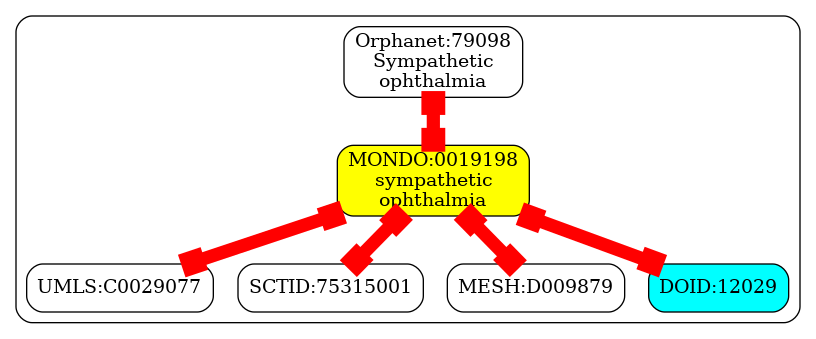 Orphanet:79098
Sympathetic
ophthalmia
MONDO:0019198
sympathetic
ophthalmia
UMLS:C0029077
SCTID:75315001
MESH:D009879
DOID:12029